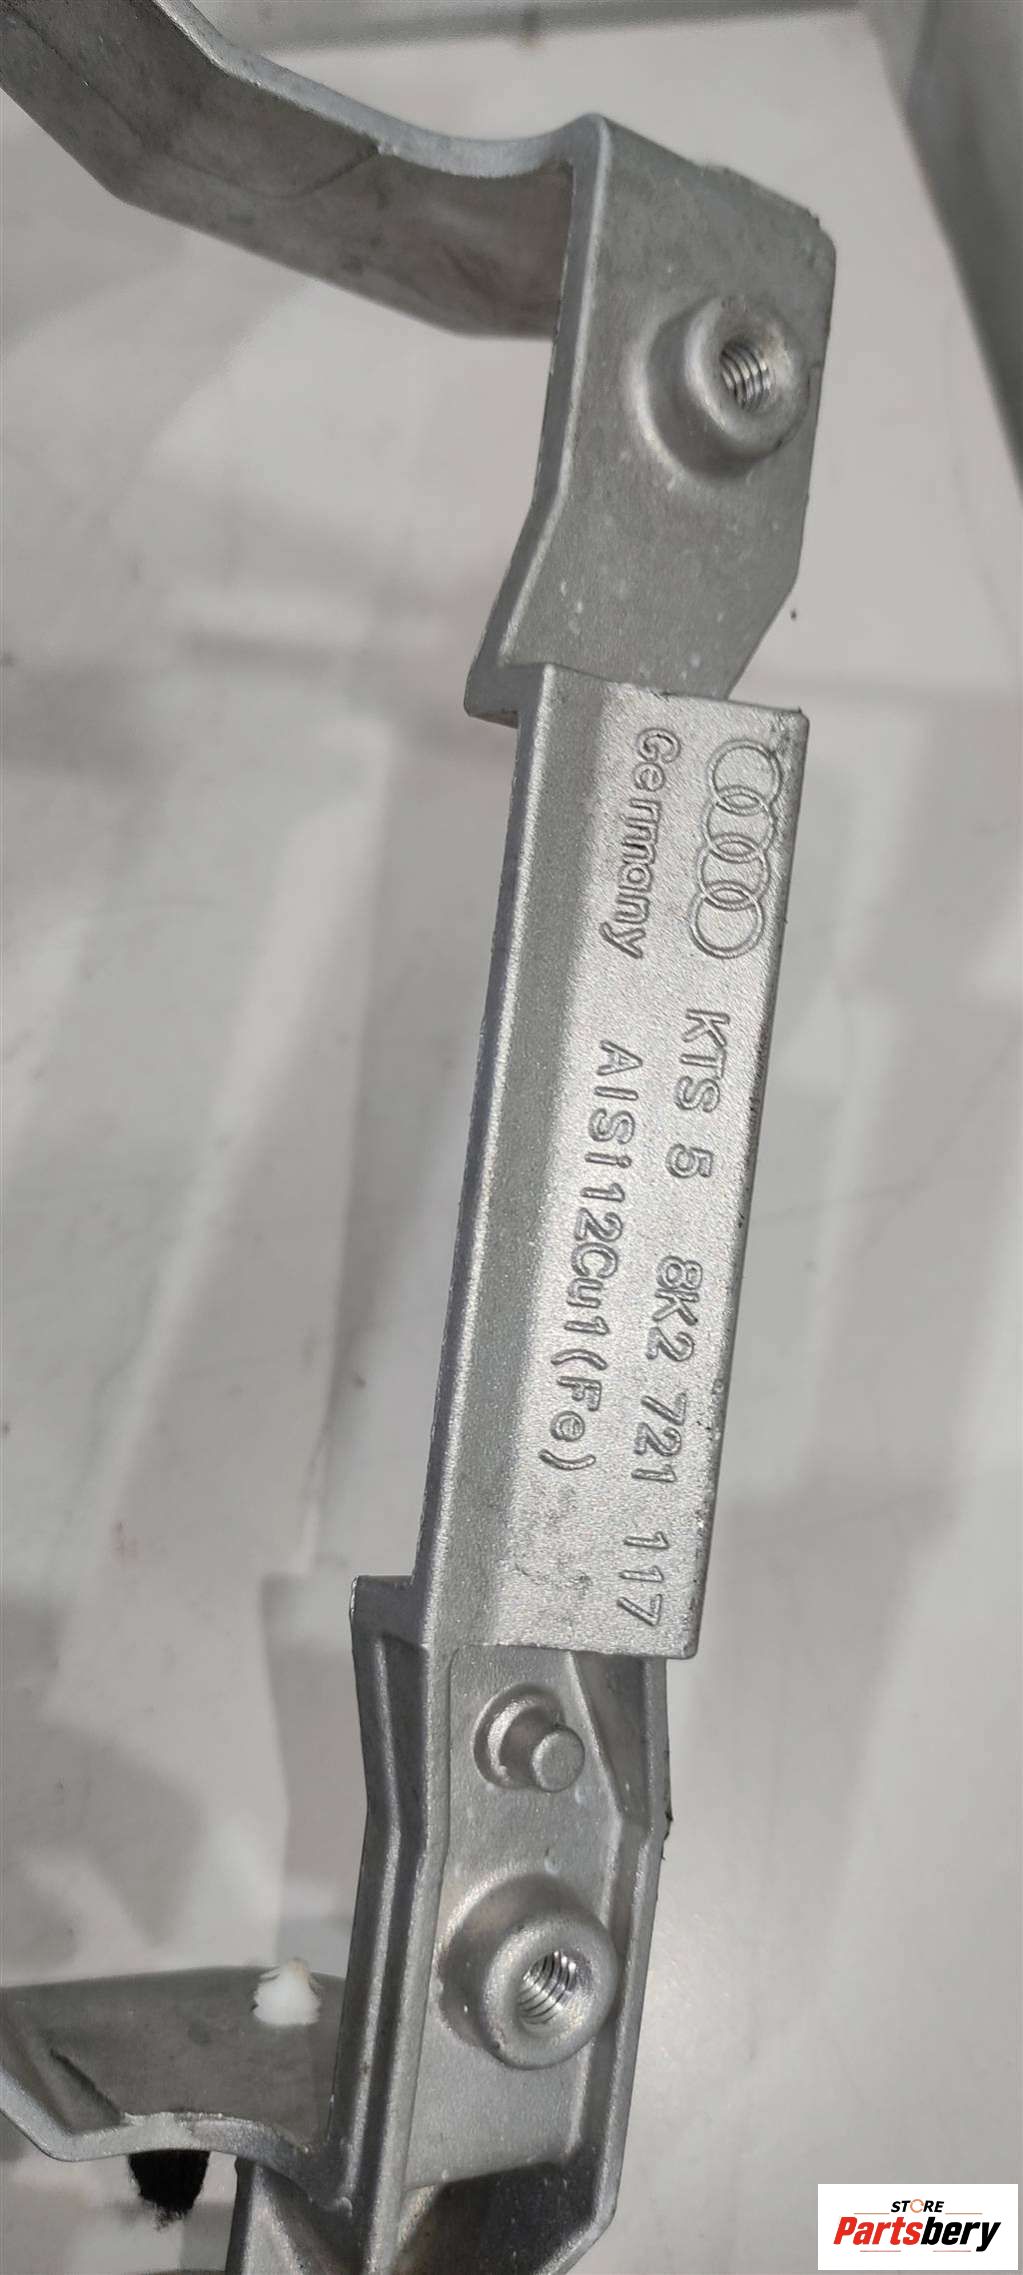 KTS 5 8K2 721 117
Germany AlSi12Cu1(Fe)
STORE
Partsbery